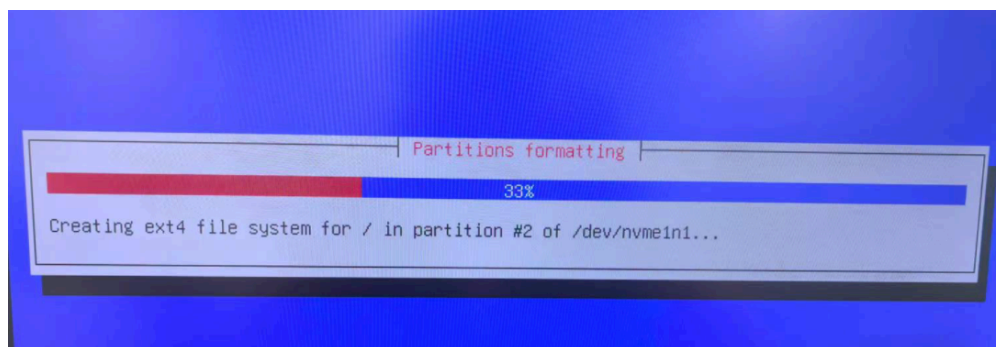 Partitions formatting
33%
Creating ext4 file system for / in partition #2 of /dev/nvme1n1...